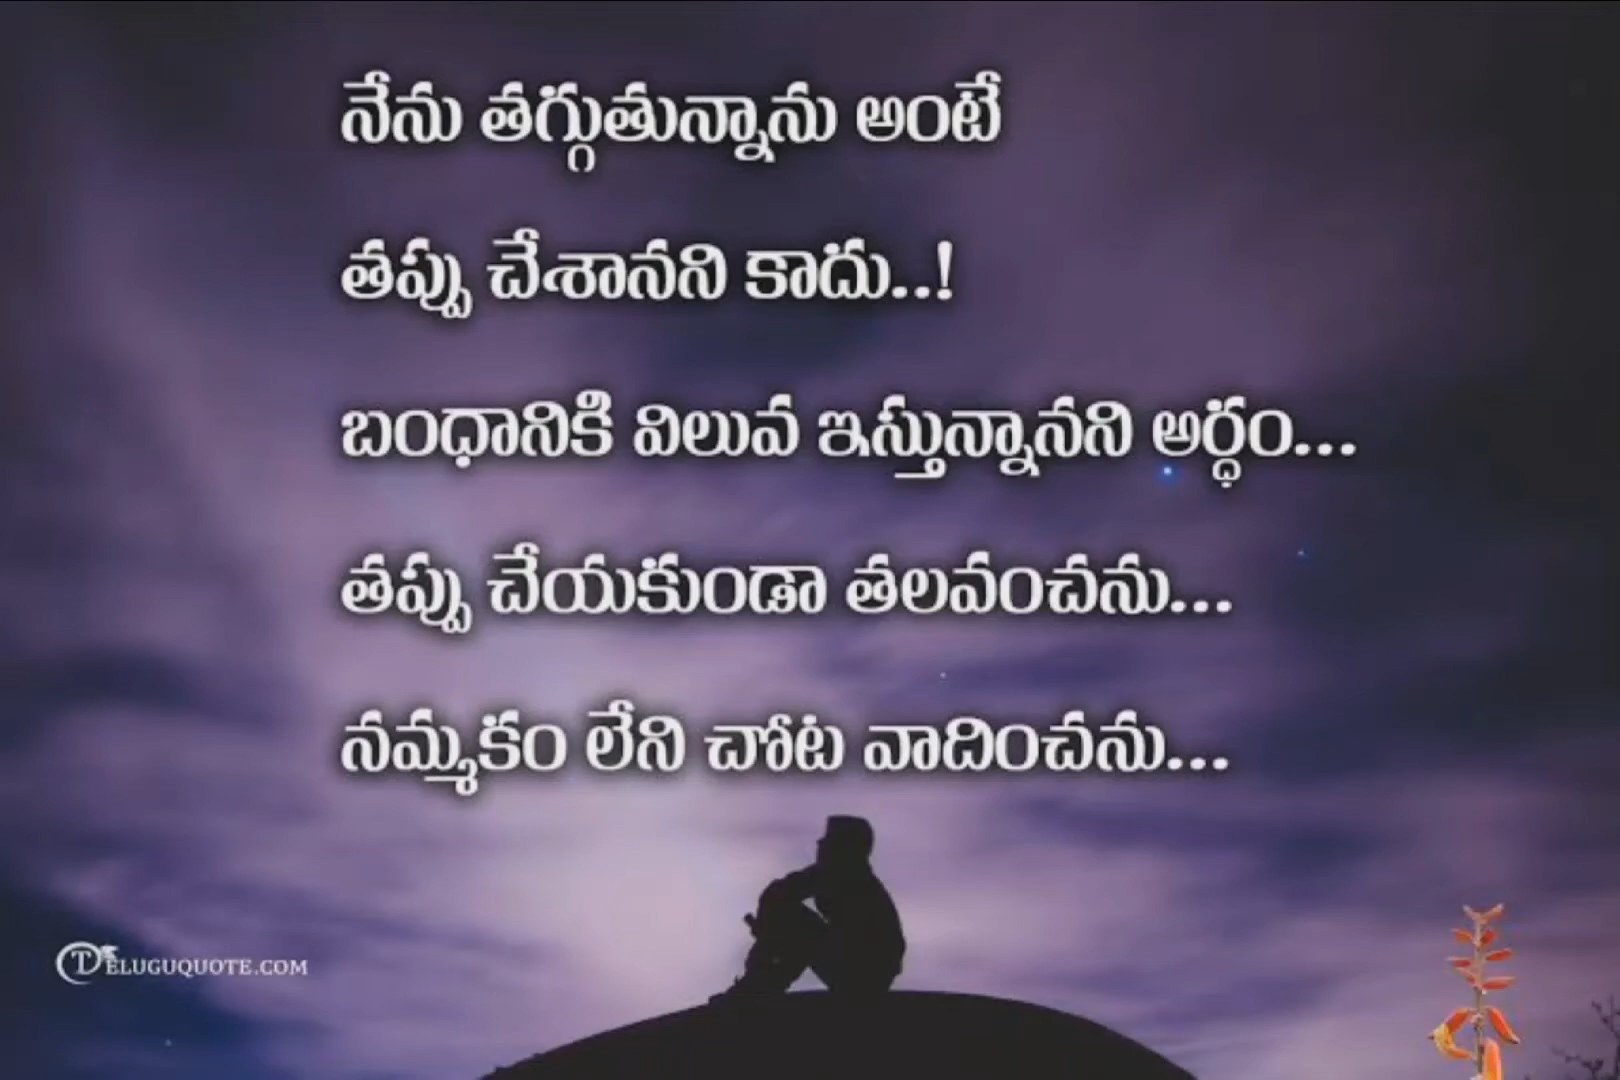 నేను తగ్గుతున్నాను అంటే
తప్పు చేశానని కాదు..!
బంధానికి విలువ ఇస్తున్నానని అర్ధం...
తప్పు చేయకుండా తలవంచను...
నమ్మకం లేని చోట వాదించను...
TELUGUQUOTE.COM